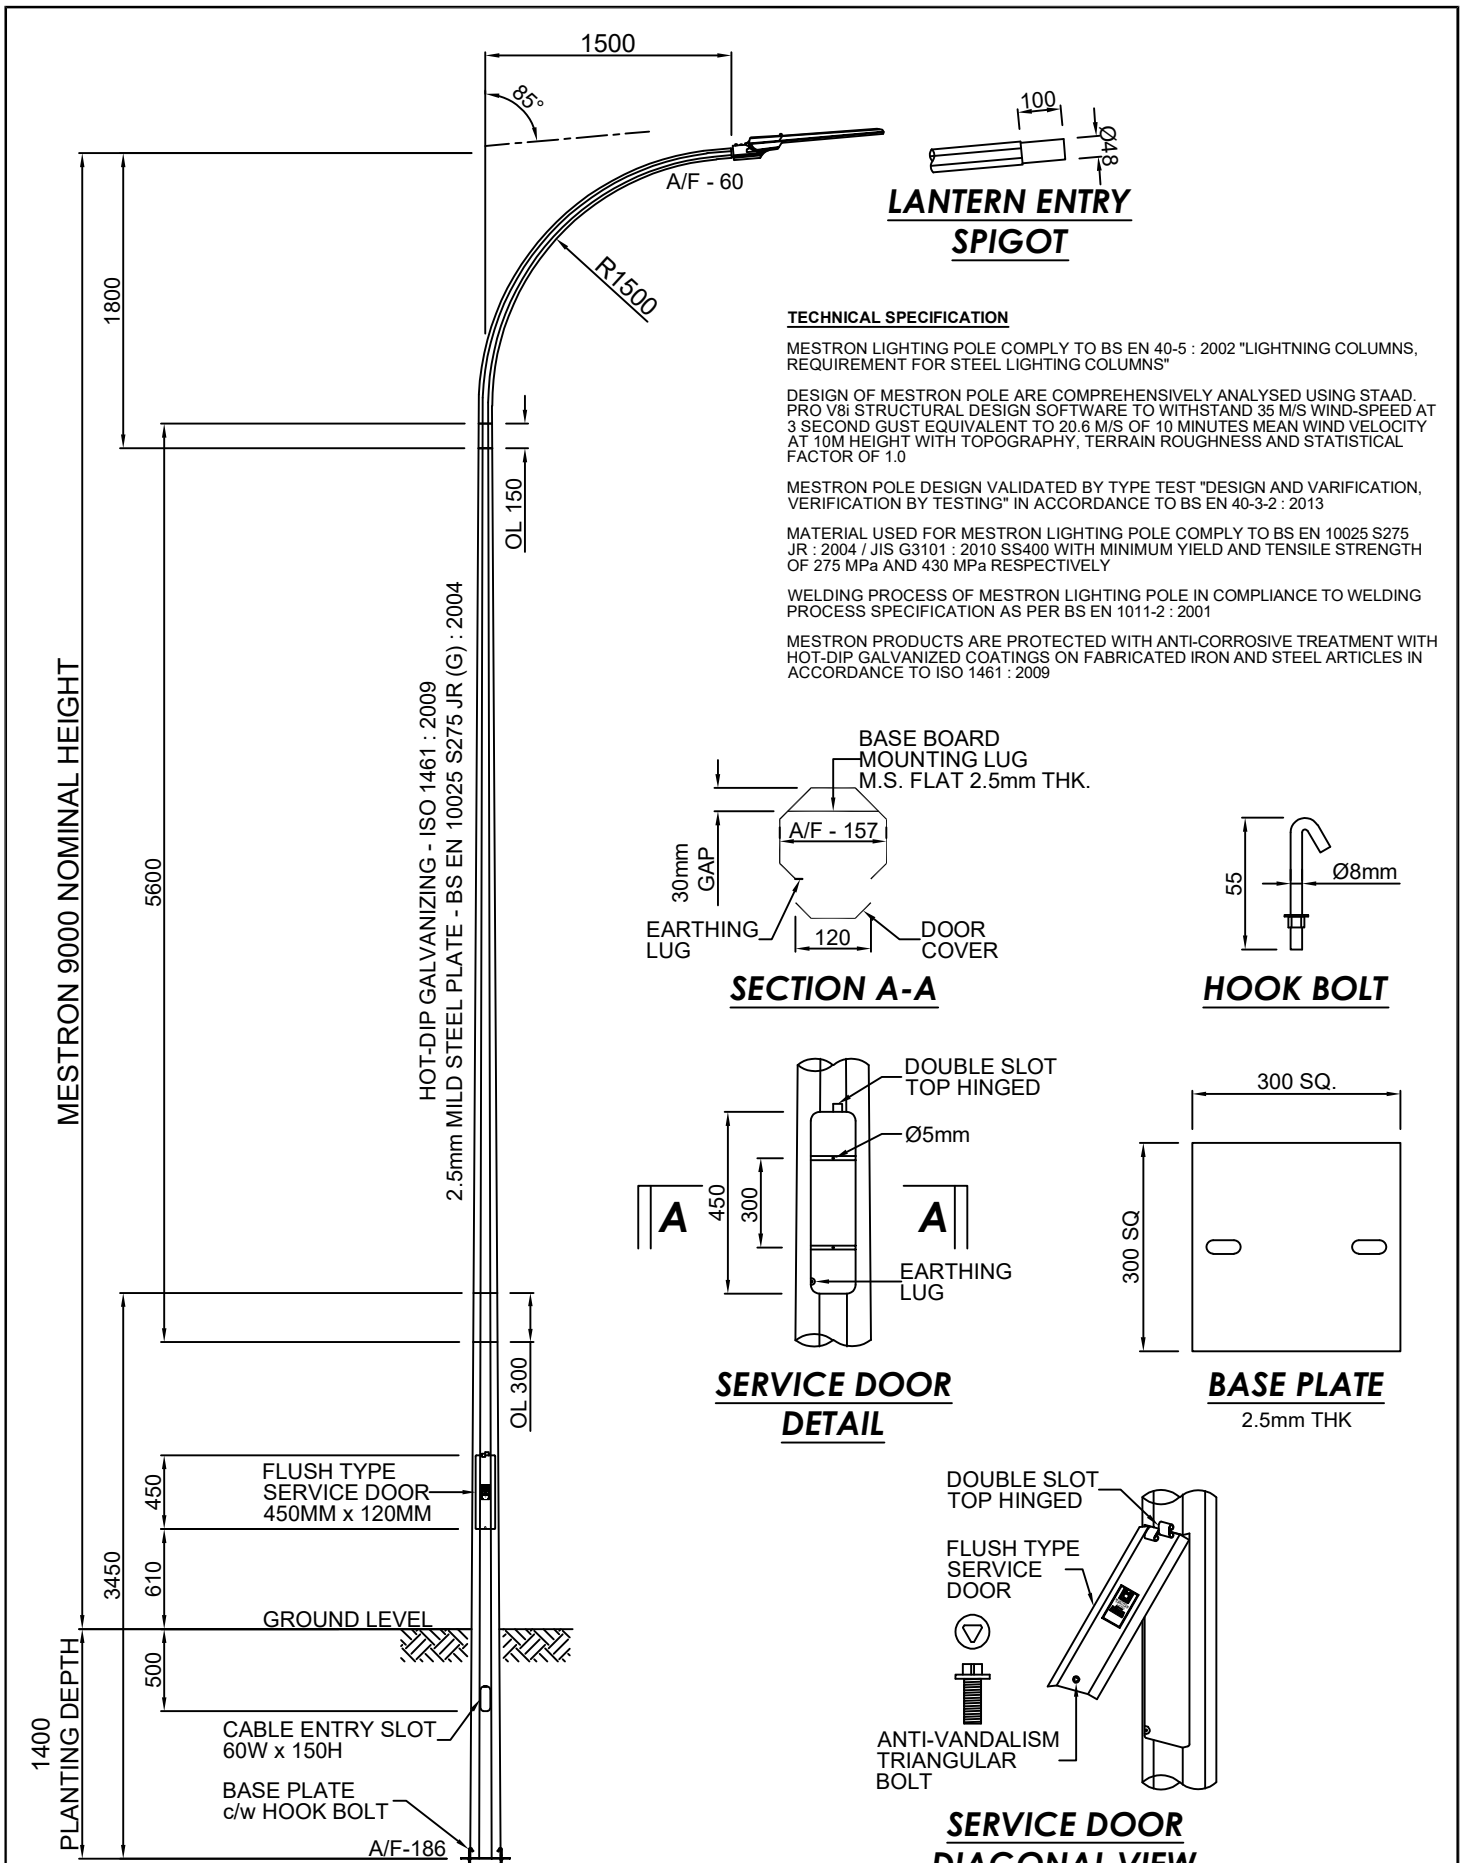 1500
85°
A/F - 60
R1500
1800
OL 150
100
Ø48
LANTERN ENTRY
SPIGOT
TECHNICAL SPECIFICATION
MESTRON LIGHTING POLE COMPLY TO BS EN 40-5 : 2002 "LIGHTNING COLUMNS,
REQUIREMENT FOR STEEL LIGHTING COLUMNS"
DESIGN OF MESTRON POLE ARE COMPREHENSIVELY ANALYSED USING STAAD.
PRO V8i STRUCTURAL DESIGN SOFTWARE TO WITHSTAND 35 M/S WIND-SPEED AT
3 SECOND GUST EQUIVALENT TO 20.6 M/S OF 10 MINUTES MEAN WIND VELOCITY
AT 10M HEIGHT WITH TOPOGRAPHY, TERRAIN ROUGHNESS AND STATISTICAL
FACTOR OF 1.0
MESTRON POLE DESIGN VALIDATED BY TYPE TEST "DESIGN AND VARIFICATION,
VERIFICATION BY TESTING" IN ACCORDANCE TO BS EN 40-3-2 : 2013
MATERIAL USED FOR MESTRON LIGHTING POLE COMPLY TO BS EN 10025 S275
JR : 2004 / JIS G3101 : 2010 SS400 WITH MINIMUM YIELD AND TENSILE STRENGTH
OF 275 MPa AND 430 MPa RESPECTIVELY
WELDING PROCESS OF MESTRON LIGHTING POLE IN COMPLIANCE TO WELDING
PROCESS SPECIFICATION AS PER BS EN 1011-2 : 2001
MESTRON PRODUCTS ARE PROTECTED WITH ANTI-CORROSIVE TREATMENT WITH
HOT-DIP GALVANIZED COATINGS ON FABRICATED IRON AND STEEL ARTICLES IN
ACCORDANCE TO ISO 1461 : 2009
MESTRON 9000 NOMINAL HEIGHT
5600
HOT-DIP GALVANIZING - ISO 1461 : 2009
2.5mm MILD STEEL PLATE - BS EN 10025 S275 JR (G) : 2004
BASE BOARD
MOUNTING LUG
M.S. FLAT 2.5mm THK.
A/F - 157
30mm
GAP
EARTHING
LUG
120
DOOR
COVER
SECTION A-A
55
Ø8mm
HOOK BOLT
DOUBLE SLOT
TOP HINGED
Ø5mm
450
300
A
A
EARTHING
LUG
SERVICE DOOR
DETAIL
300 SQ.
300 SQ
BASE PLATE
2.5mm THK
OL 300
FLUSH TYPE
SERVICE DOOR
450MM x 120MM
450
3450
610
GROUND LEVEL
500
1400
PLANTING DEPTH
CABLE ENTRY SLOT
60W x 150H
BASE PLATE
c/w HOOK BOLT
A/F-186
DOUBLE SLOT
TOP HINGED
FLUSH TYPE
SERVICE
DOOR
ANTI-VANDALISM
TRIANGULAR
BOLT
SERVICE DOOR
DIAGONAL VIEW